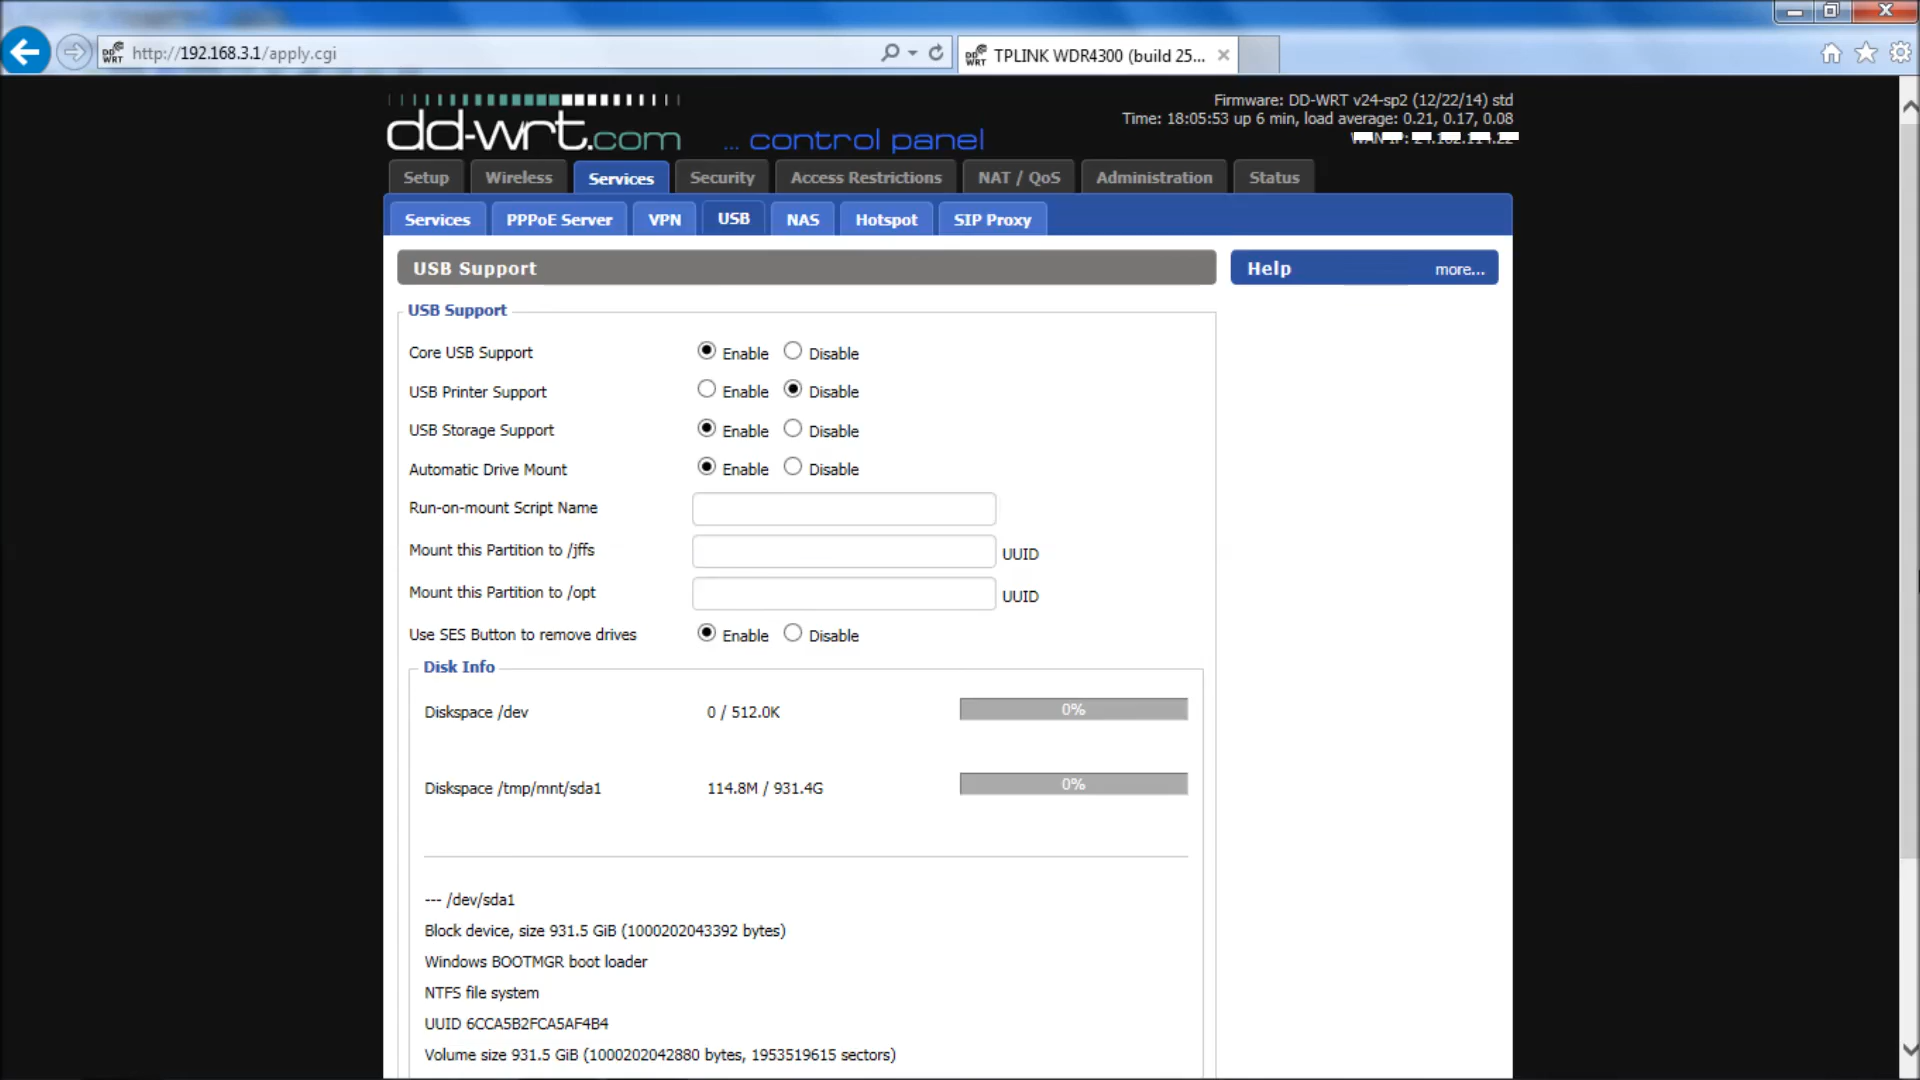 http://192.168.3.1/apply.cgi
TPLINK WDR4300 (build 25...
dd-wrt.com ... control panel
Firmware: DD-WRT v24-sp2 (12/22/14) std
Time: 18:05:53 up 6 min, load average: 0.21, 0.17, 0.08
Setup Wireless Services Security Access Restrictions NAT / QoS Administration Status
Services PPPoE Server VPN USB NAS Hotspot SIP Proxy
USB Support
Help more...
USB Support
Core USB Support Enable Disable
USB Printer Support Enable Disable
USB Storage Support Enable Disable
Automatic Drive Mount Enable Disable
Run-on-mount Script Name
Mount this Partition to /jffs UUID
Mount this Partition to /opt UUID
Use SES Button to remove drives Enable Disable
Disk Info
Diskspace /dev 0 / 512.0K 0%
Diskspace /tmp/mnt/sda1 114.8M / 931.4G 0%
--- /dev/sda1
Block device, size 931.5 GiB (1000202043392 bytes)
Windows BOOTMGR boot loader
NTFS file system
UUID 6CCA5B2FCA5AF4B4
Volume size 931.5 GiB (1000202042880 bytes, 1953519615 sectors)